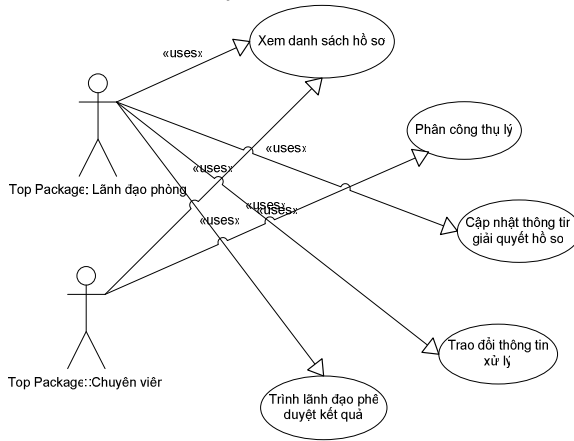 Xem danh sách hồ sơ
«uses»
Phân công thụ lý
«uses»
«uses»
Top Package::Lãnh đạo phòng
«uses»
«uses»
«uses»
Cập nhật thông tin
giải quyết hồ sơ
Trao đổi thông tin
xử lý
Top Package::Chuyên viên
Trình lãnh đạo phê
duyệt kết quả